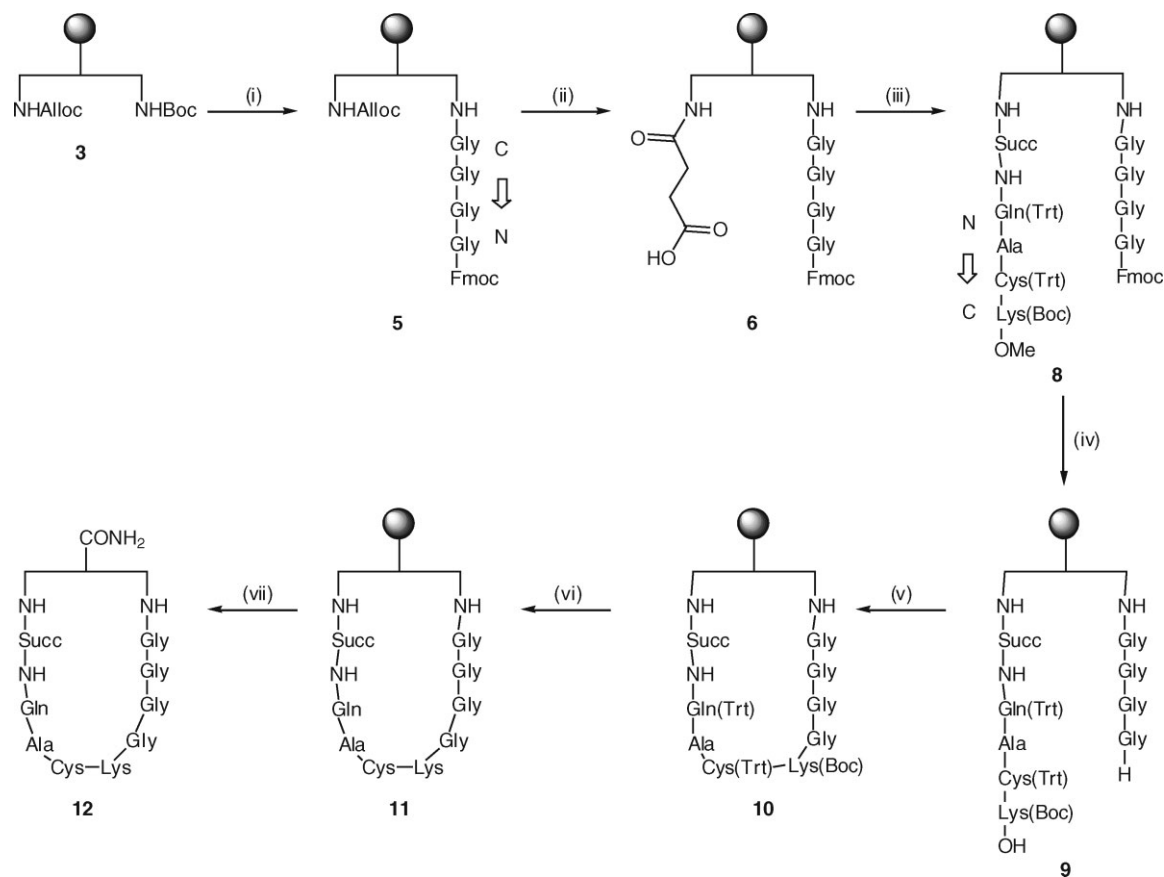 NHAlloc
NHBoc
3
(i)
NHAlloc
NH
Gly
Gly
Gly
Gly
Fmoc
C
N
5
(ii)
NH
O
O
HO
NH
Gly
Gly
Gly
Gly
Fmoc
6
(iii)
NH
Succ
NH
Gln(Trt)
Ala
Cys(Trt)
Lys(Boc)
OMe
N
C
NH
Gly
Gly
Gly
Gly
Fmoc
8
(iv)
CONH₂
NH
Succ
NH
Gln
Ala
Cys
Lys
Gly
Gly
Gly
Gly
NH
12
(vii)
NH
Succ
NH
Gln
Ala
Cys
Lys
Gly
Gly
Gly
Gly
NH
11
(vi)
NH
Succ
NH
Gln(Trt)
Ala
Cys(Trt)
Lys(Boc)
Gly
Gly
Gly
Gly
NH
10
(v)
NH
Succ
NH
Gln(Trt)
Ala
Cys(Trt)
Lys(Boc)
OH
NH
Gly
Gly
Gly
Gly
H
9